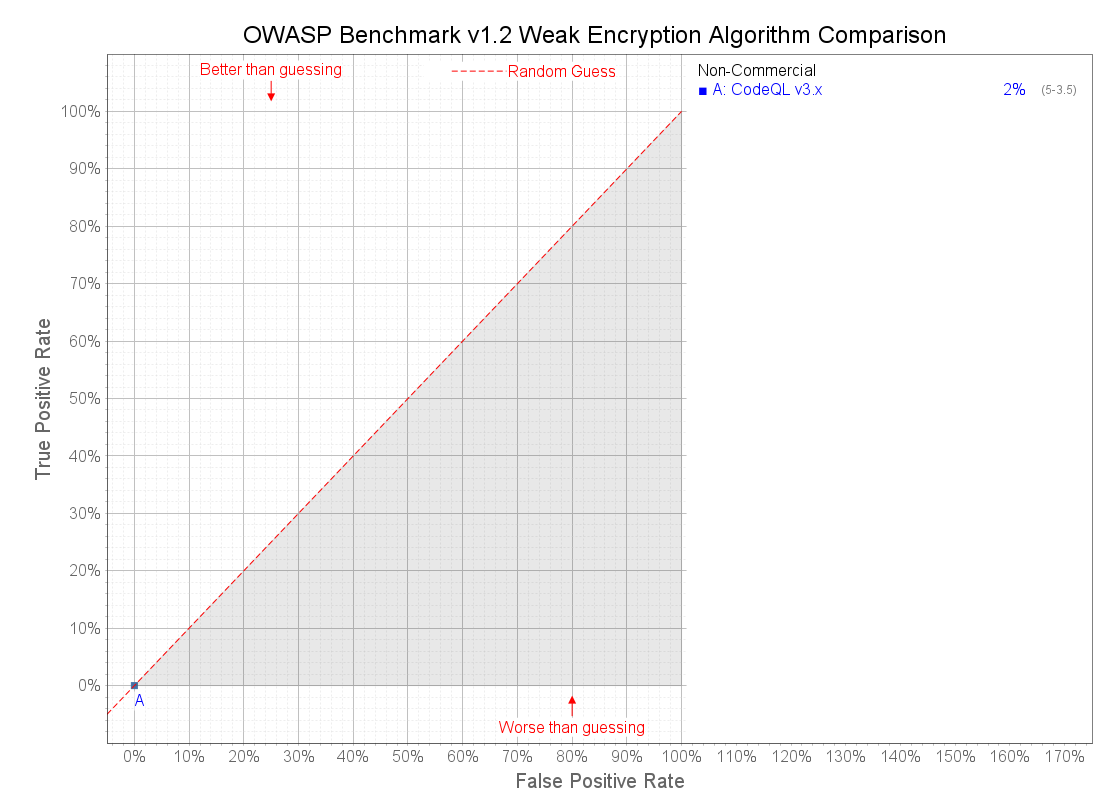 OWASP Benchmark v1.2 Weak Encryption Algorithm Comparison
Better than guessing
Random Guess
Non-Commercial
A: CodeQL v3.x 2% (5-3.5)
100%
90%
80%
70%
60%
50%
40%
30%
20%
10%
0%
True Positive Rate
A
Worse than guessing
0% 10% 20% 30% 40% 50% 60% 70% 80% 90% 100% 110% 120% 130% 140% 150% 160% 170%
False Positive Rate